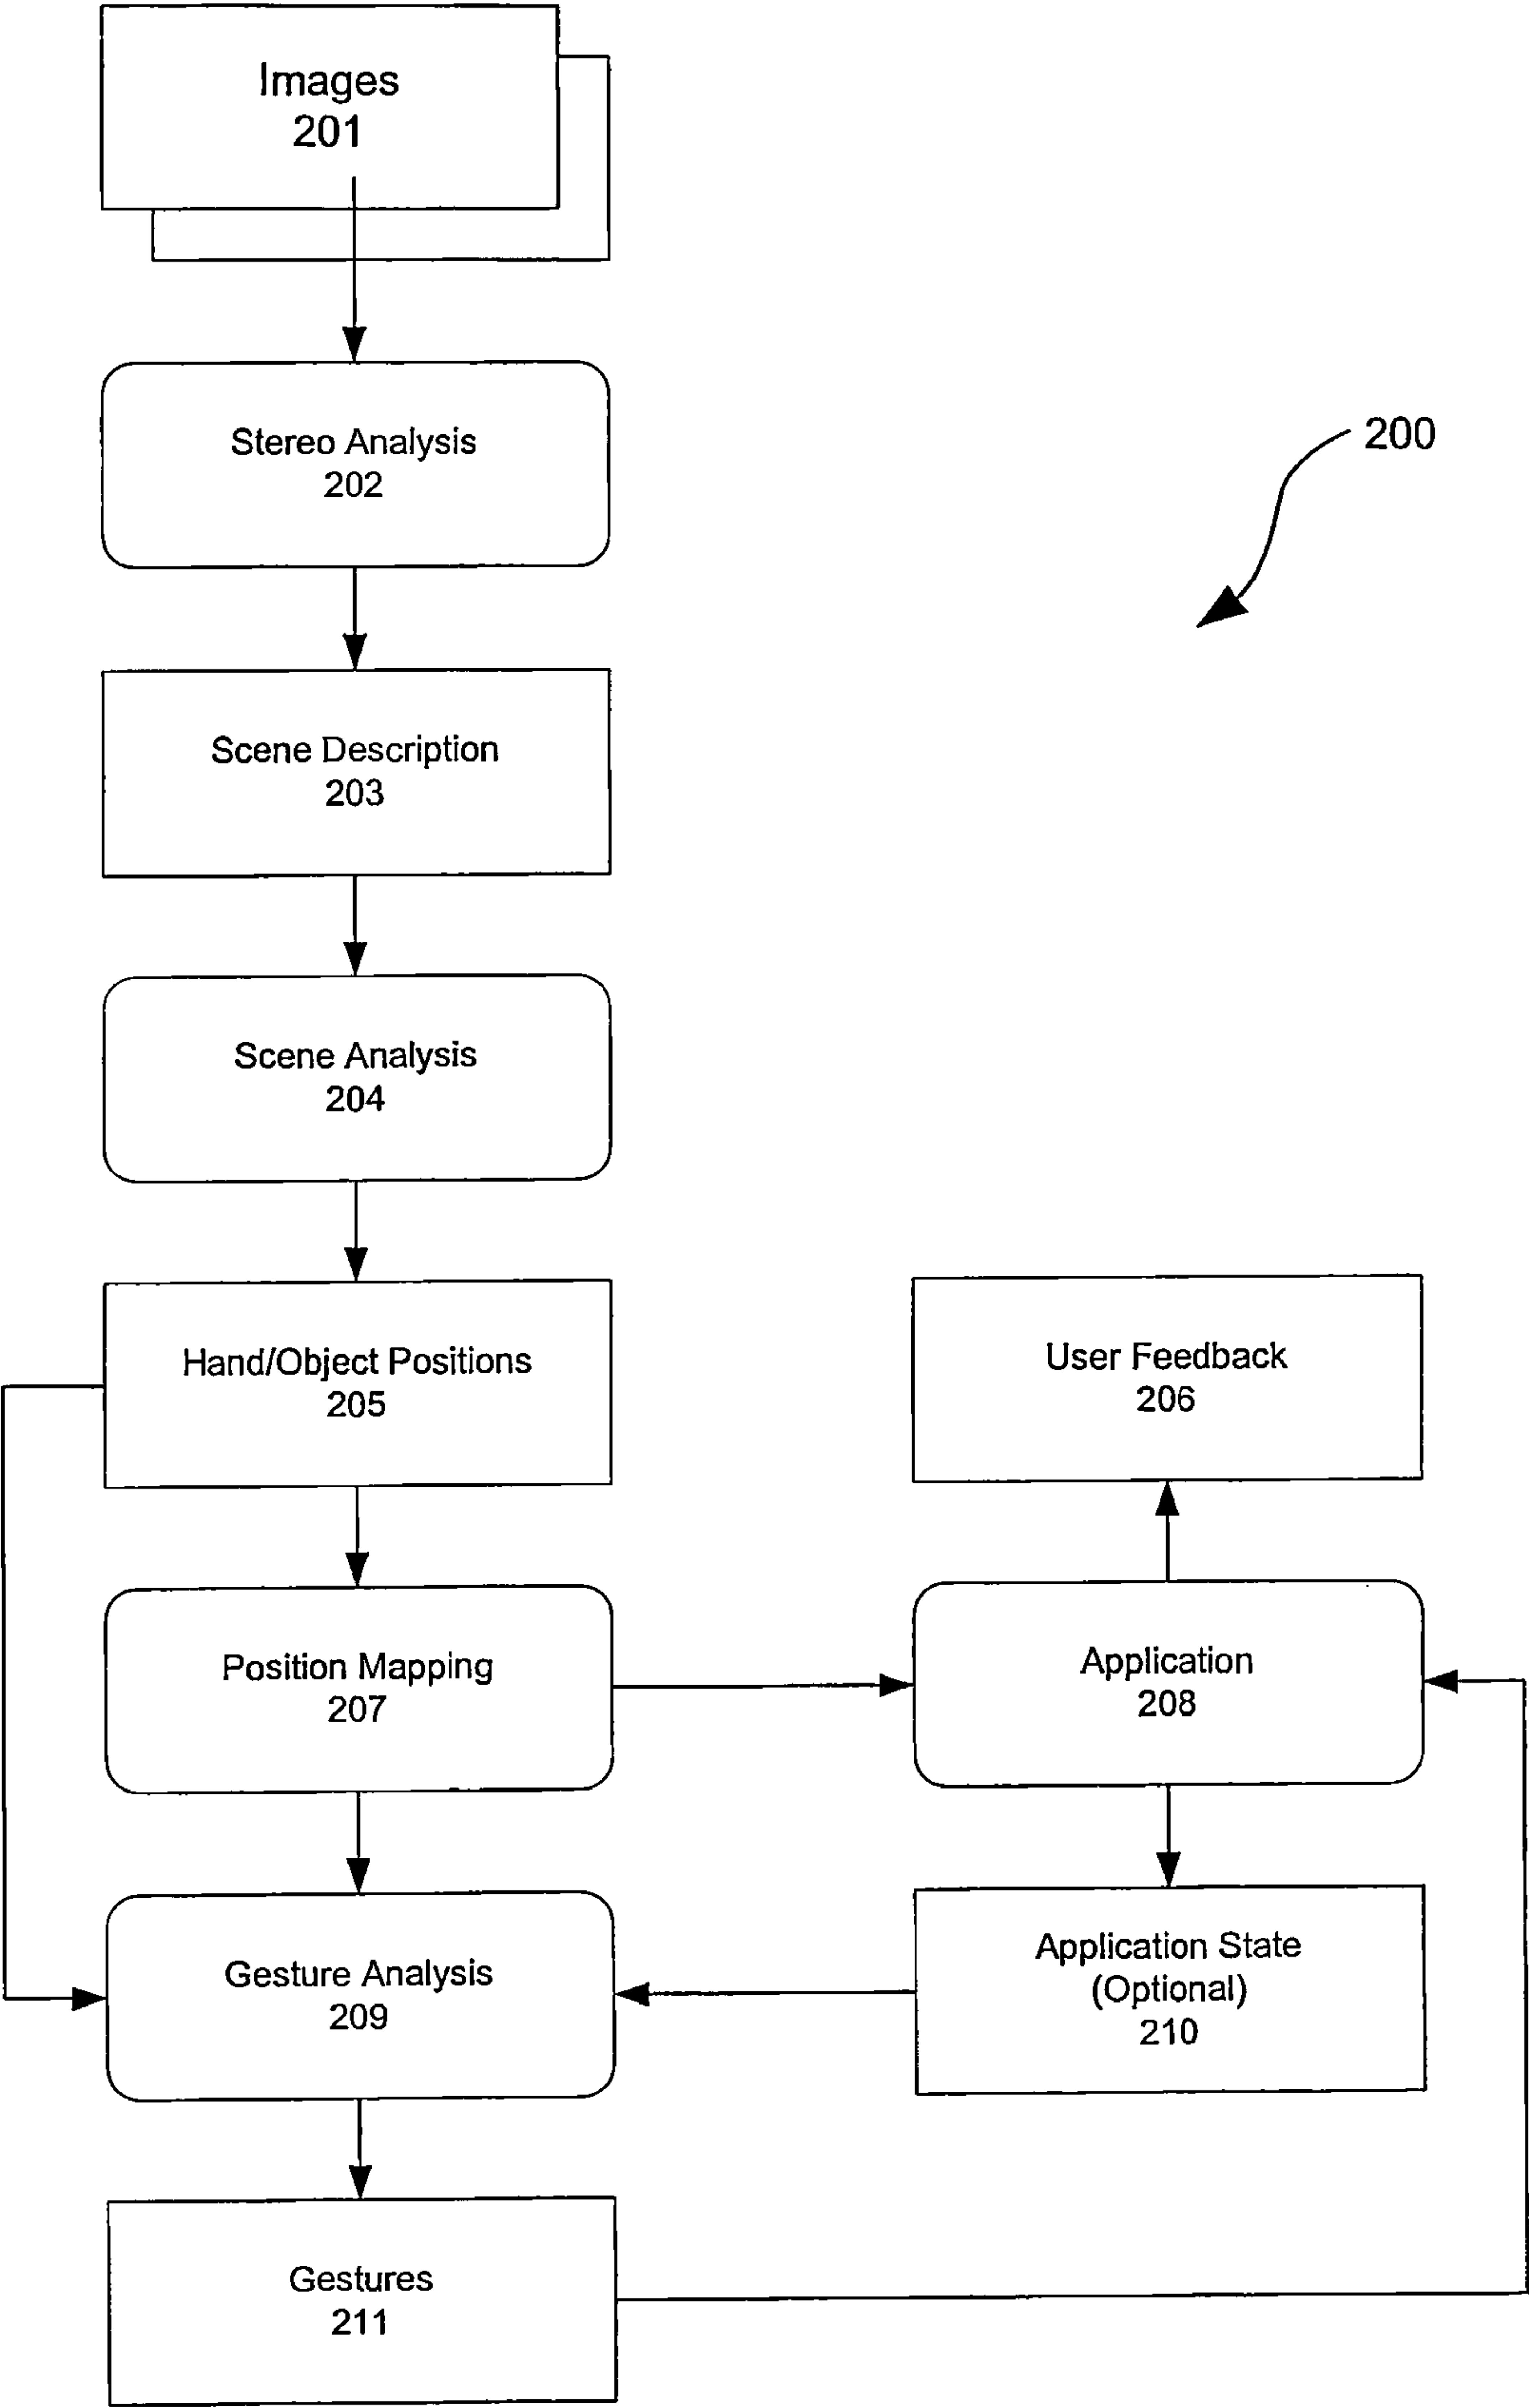 Images
201
Stereo Analysis
202
200
Scene Description
203
Scene Analysis
204
Hand/Object Positions
205
User Feedback
206
Position Mapping
207
Application
208
Gesture Analysis
209
Application State
(Optional)
210
Gestures
211